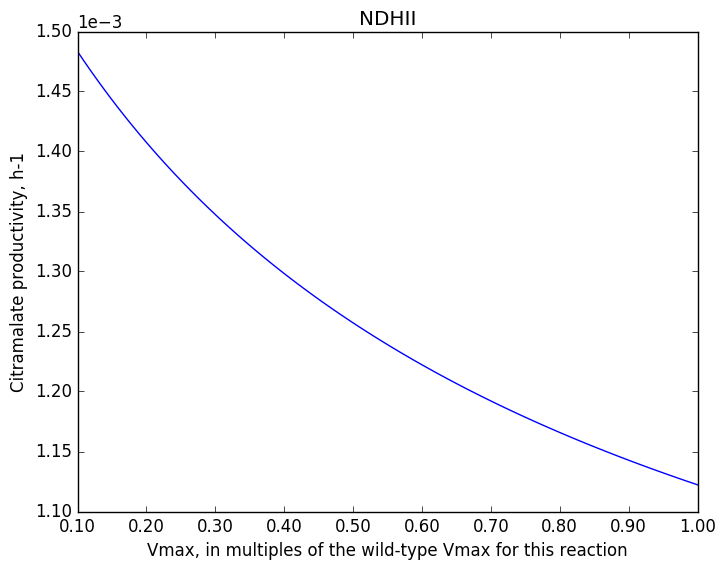 NDHII
1e−3
1.50
1.45
1.40
1.35
1.30
1.25
1.20
1.15
1.10
Citramalate productivity, h-1
0.10 0.20 0.30 0.40 0.50 0.60 0.70 0.80 0.90 1.00
Vmax, in multiples of the wild-type Vmax for this reaction